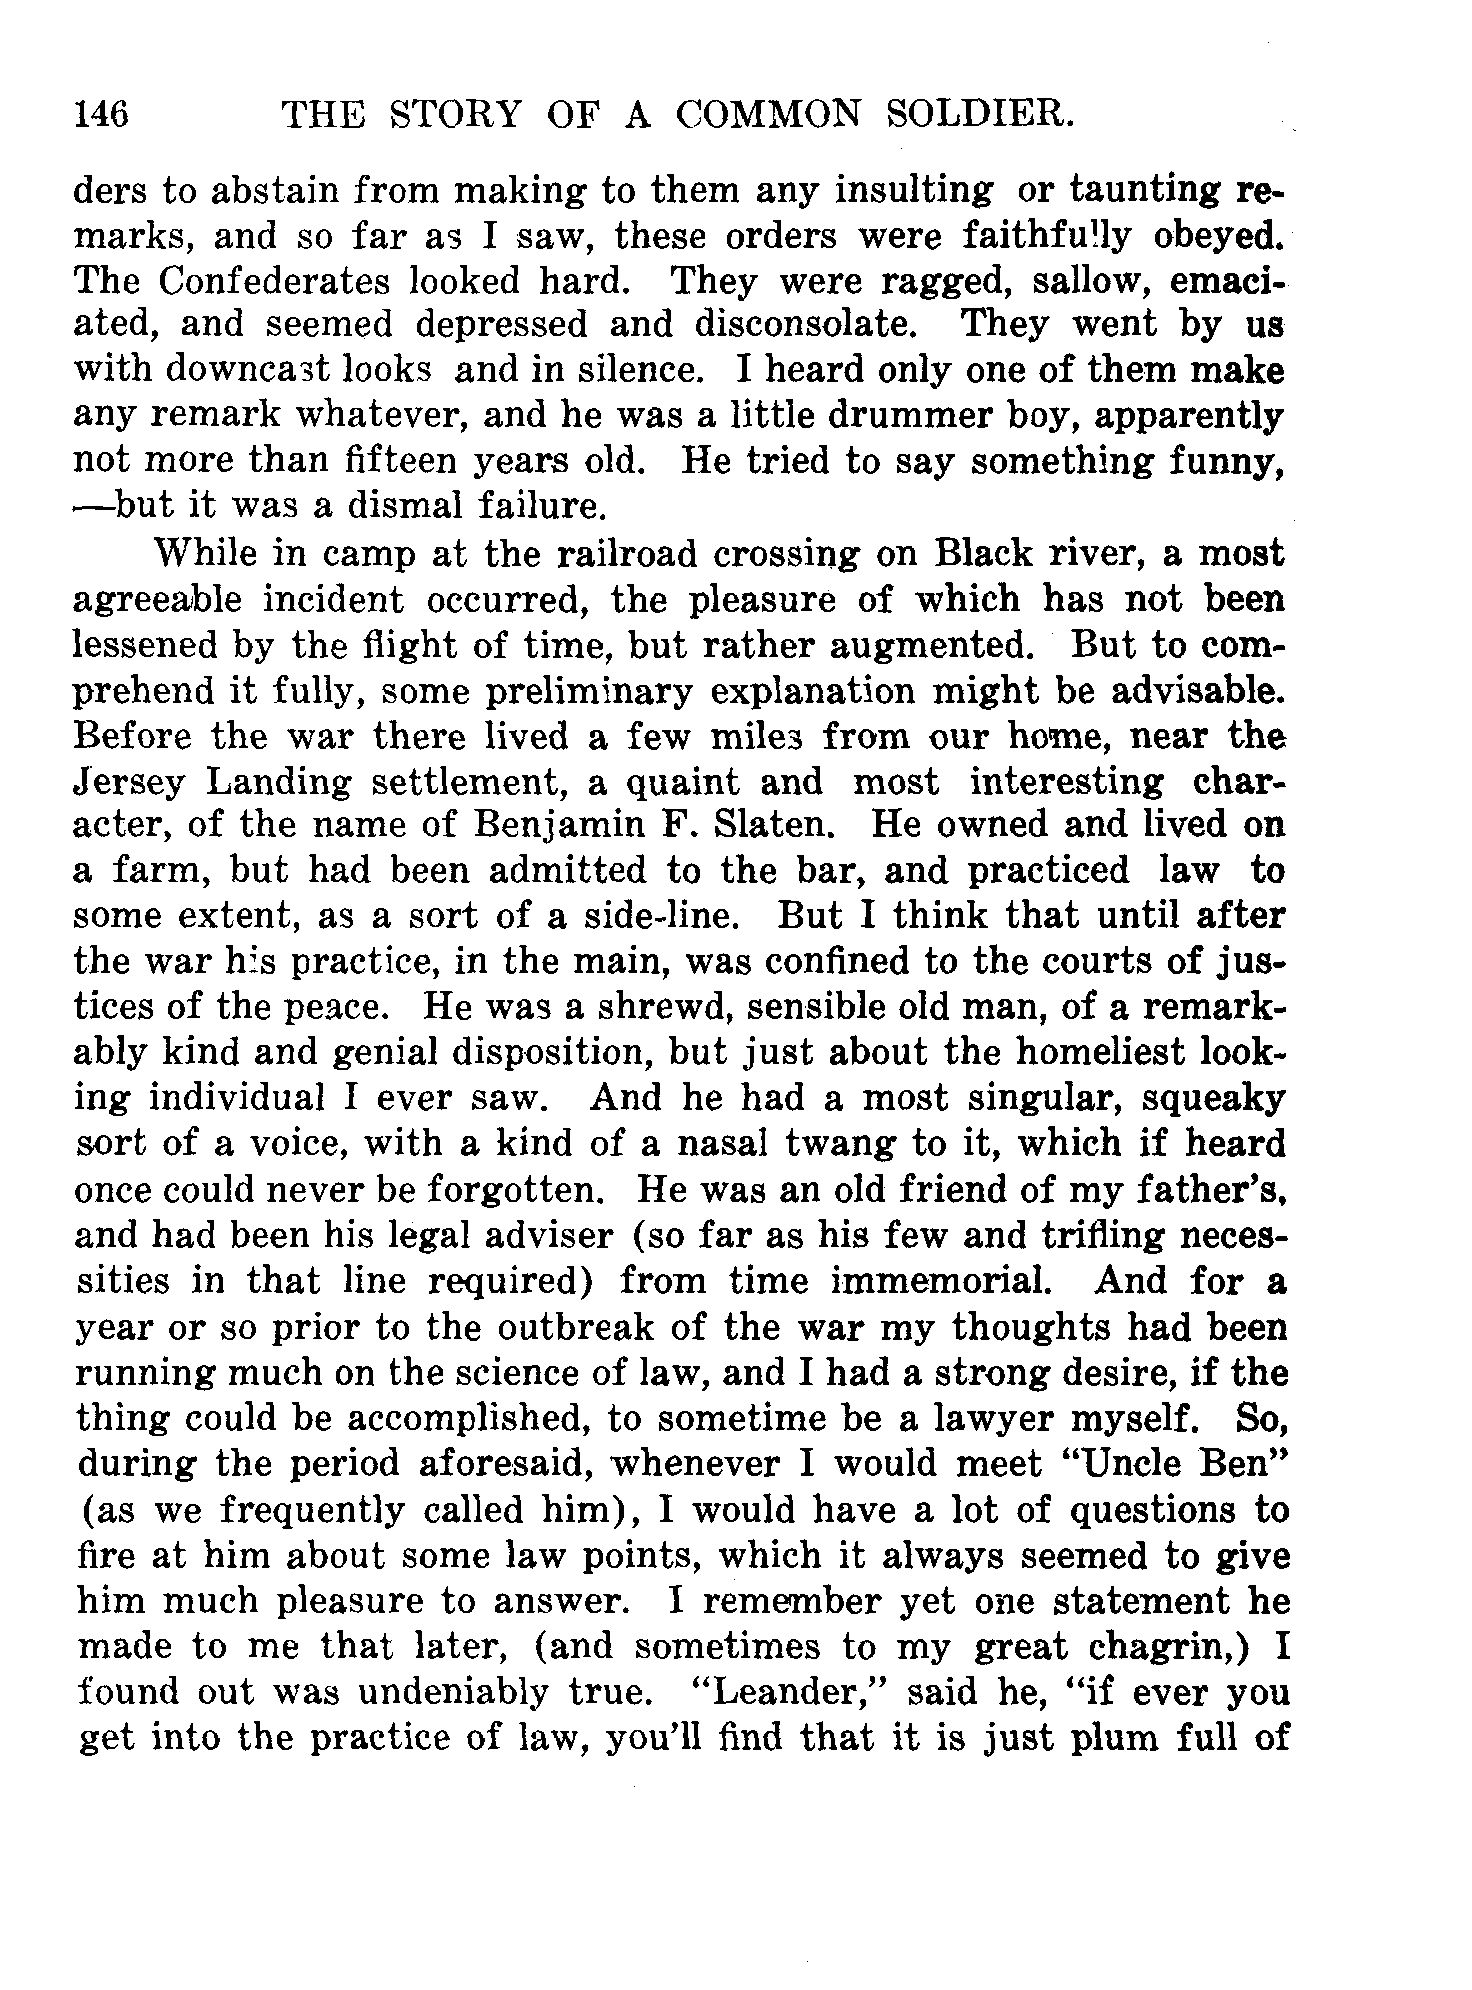 146 THE STORY OF A COMMON SOLDIER.
ders to abstain from making to them any insulting or taunting re-
marks, and so far as I saw, these orders were faithfully obeyed.
The Confederates looked hard. They were ragged, sallow, emaci-
ated, and seemed depressed and disconsolate. They went by us
with downcast looks and in silence. I heard only one of them make
any remark whatever, and he was a little drummer boy, apparently
not more than fifteen years old. He tried to say something funny,
—but it was a dismal failure.
While in camp at the railroad crossing on Black river, a most
agreeable incident occurred, the pleasure of which has not been
lessened by the flight of time, but rather augmented. But to com-
prehend it fully, some preliminary explanation might be advisable.
Before the war there lived a few miles from our home, near the
Jersey Landing settlement, a quaint and most interesting char-
acter, of the name of Benjamin F. Slaten. He owned and lived on
a farm, but had been admitted to the bar, and practiced law to
some extent, as a sort of a side-line. But I think that until after
the war his practice, in the main, was confined to the courts of jus-
tices of the peace. He was a shrewd, sensible old man, of a remark-
ably kind and genial disposition, but just about the homeliest look-
ing individual I ever saw. And he had a most singular, squeaky
sort of a voice, with a kind of a nasal twang to it, which if heard
once could never be forgotten. He was an old friend of my father's,
and had been his legal adviser (so far as his few and trifling neces-
sities in that line required) from time immemorial. And for a
year or so prior to the outbreak of the war my thoughts had been
running much on the science of law, and I had a strong desire, if the
thing could be accomplished, to sometime be a lawyer myself. So,
during the period aforesaid, whenever I would meet “Uncle Ben”
(as we frequently called him), I would have a lot of questions to
fire at him about some law points, which it always seemed to give
him much pleasure to answer. I remember yet one statement he
made to me that later, (and sometimes to my great chagrin,) I
found out was undeniably true. “Leander,” said he, “if ever you
get into the practice of law, you'll find that it is just plum full of